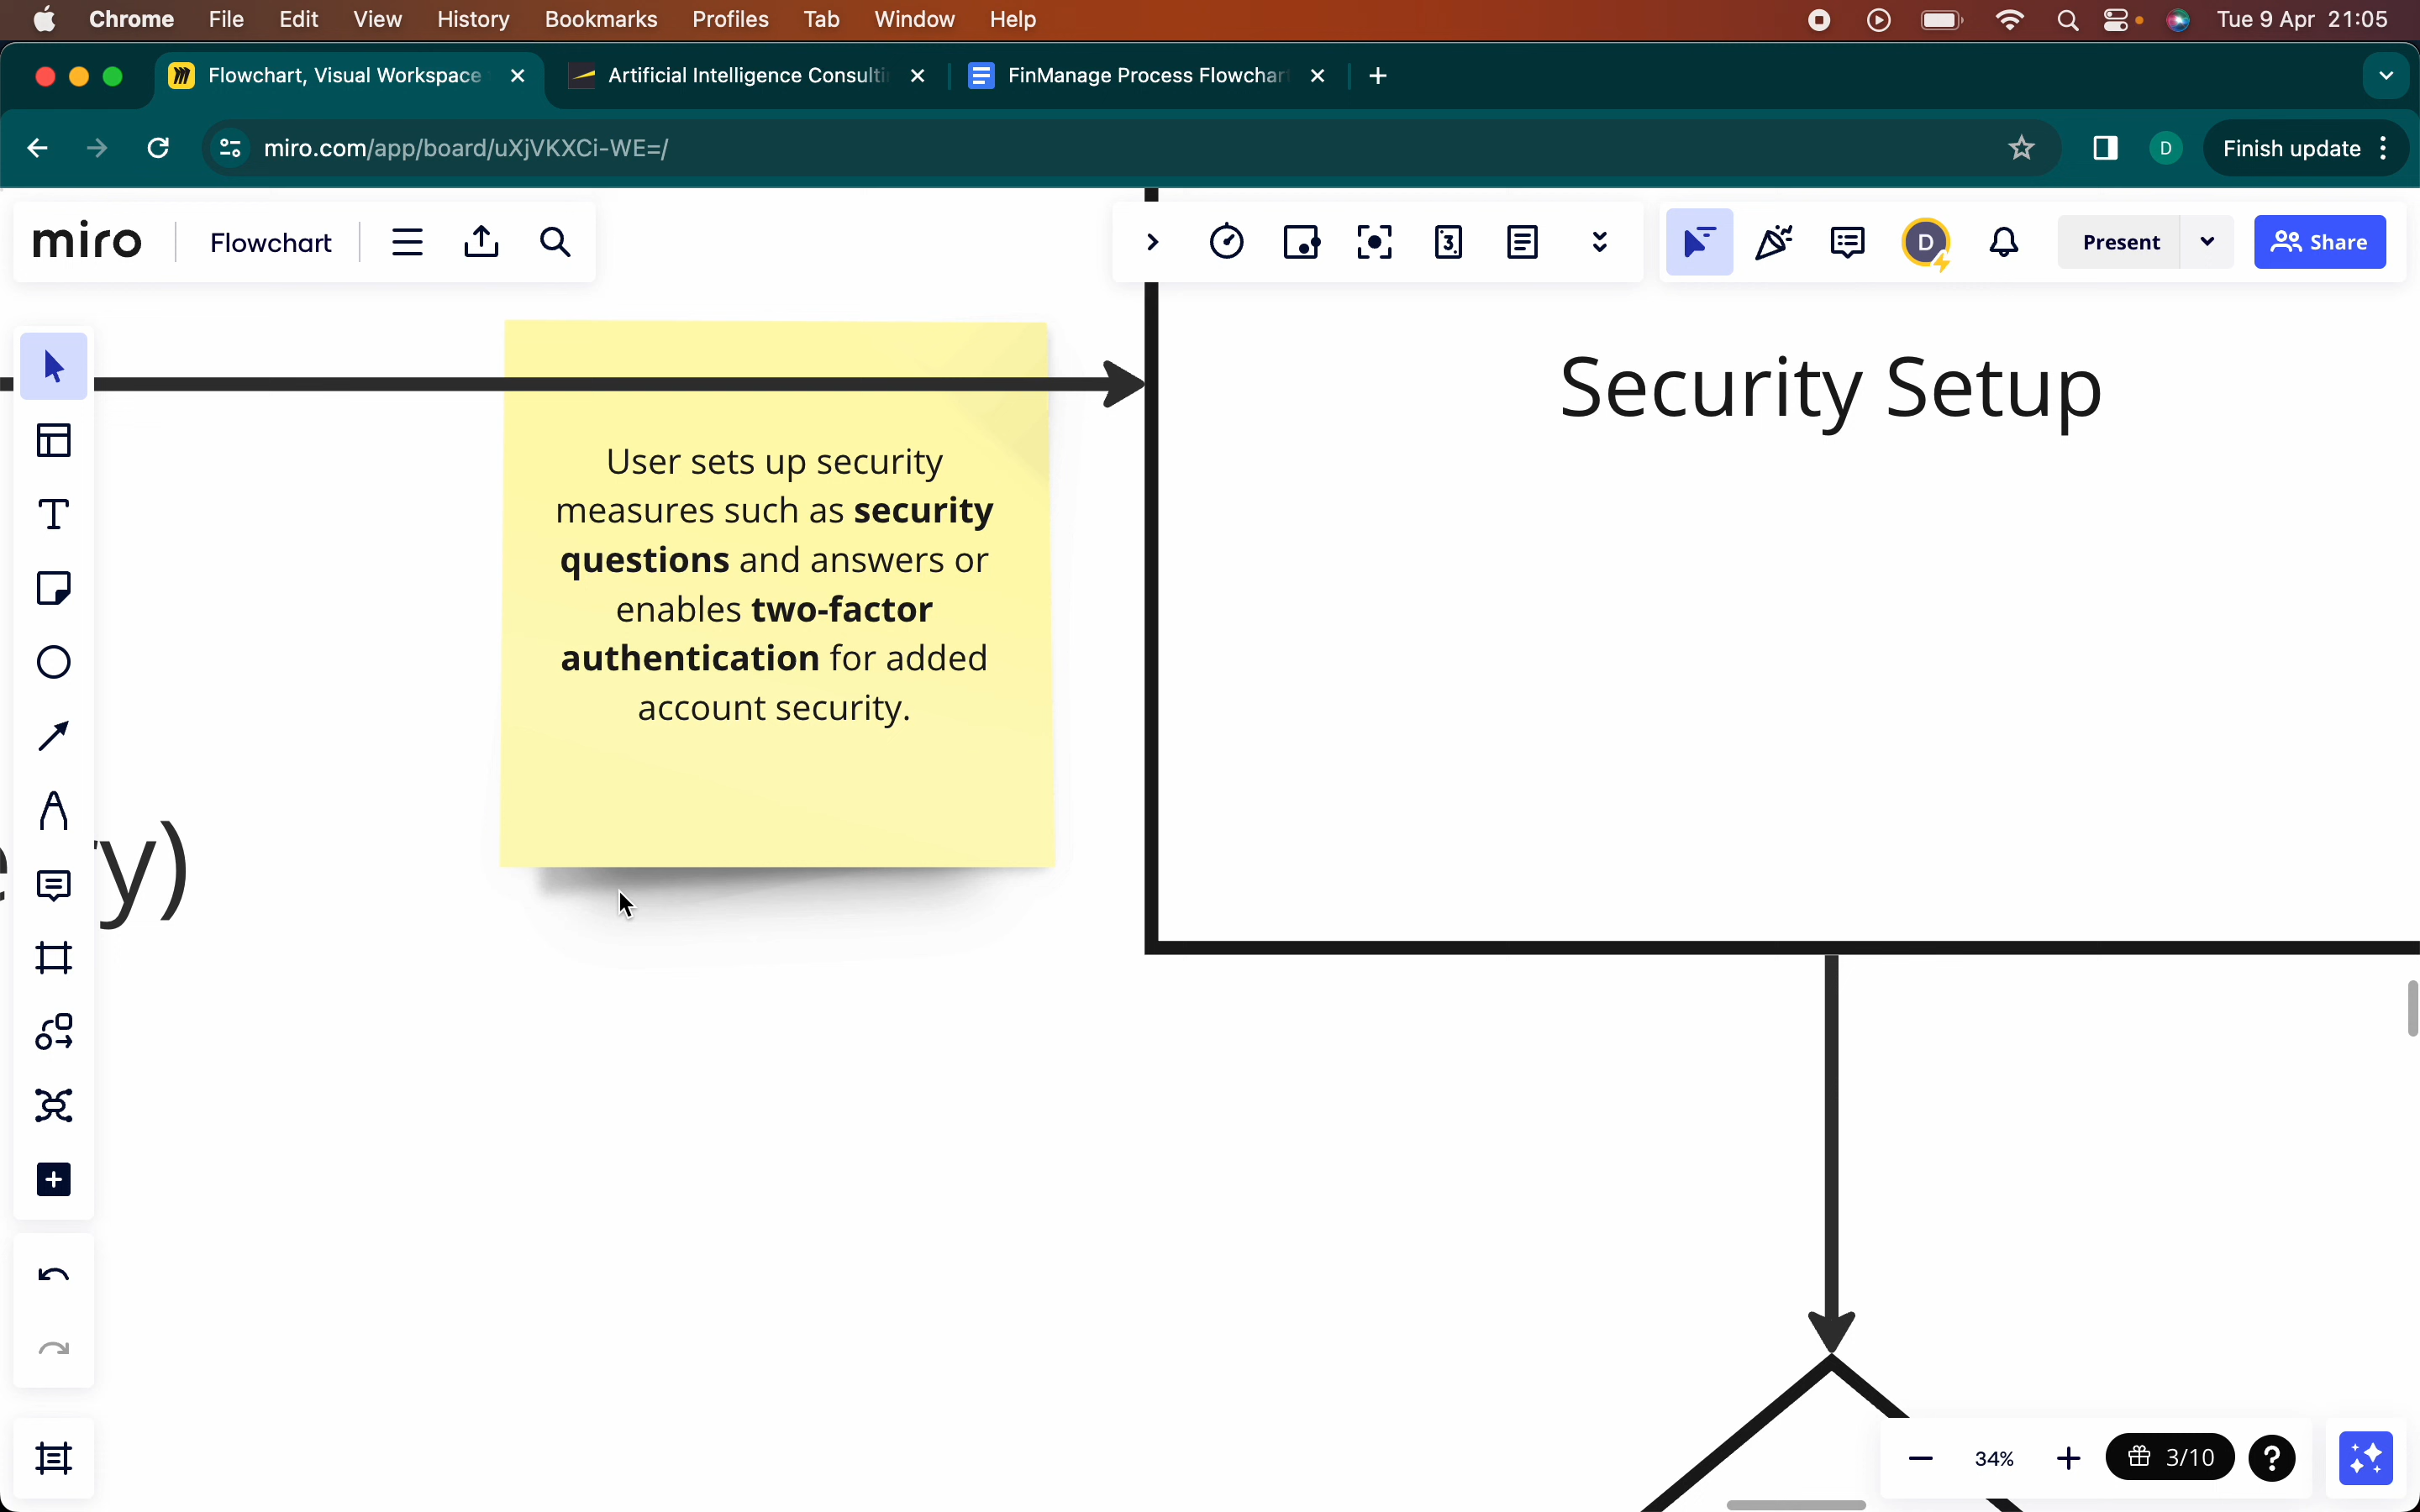 Chrome File Edit View History Bookmarks Profiles Tab Window Help Tue 9 Apr 21:05
Flowchart, Visual Workspace
Artificial Intelligence Consulti
FinManage Process Flowchar
miro.com/app/board/uXjVKXCi-WE=/
D
Finish update
miro
Flowchart
3
D
Present
Share
Security Setup
User sets up security
measures such as security
questions and answers or
enables two-factor
authentication for added
account security.
ry)
34%
3/10
?